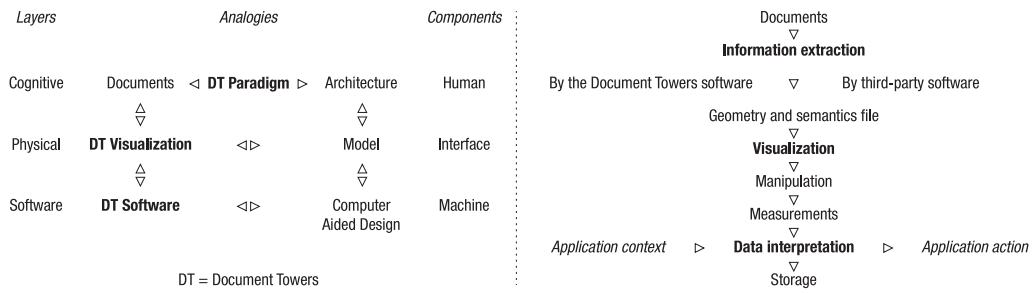 Layers Analogies Components
Cognitive Documents ◁ DT Paradigm ▷ Architecture Human
Physical DT Visualization ◁▷ Model Interface
Software DT Software ◁▷ Computer Machine
Aided Design
DT = Document Towers
Documents
Information extraction
By the Document Towers software ▽ By third-party software
Geometry and semantics file
Visualization
Manipulation
Measurements
Application context ▷ Data interpretation ▷ Application action
Storage